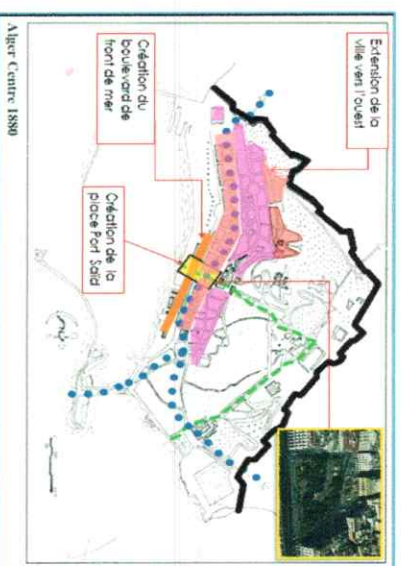 Extension de la
ville vers l'ouest
Création du
boulevard de
front de mer
Création de la
place Port Saïd
Alger Centre 1880